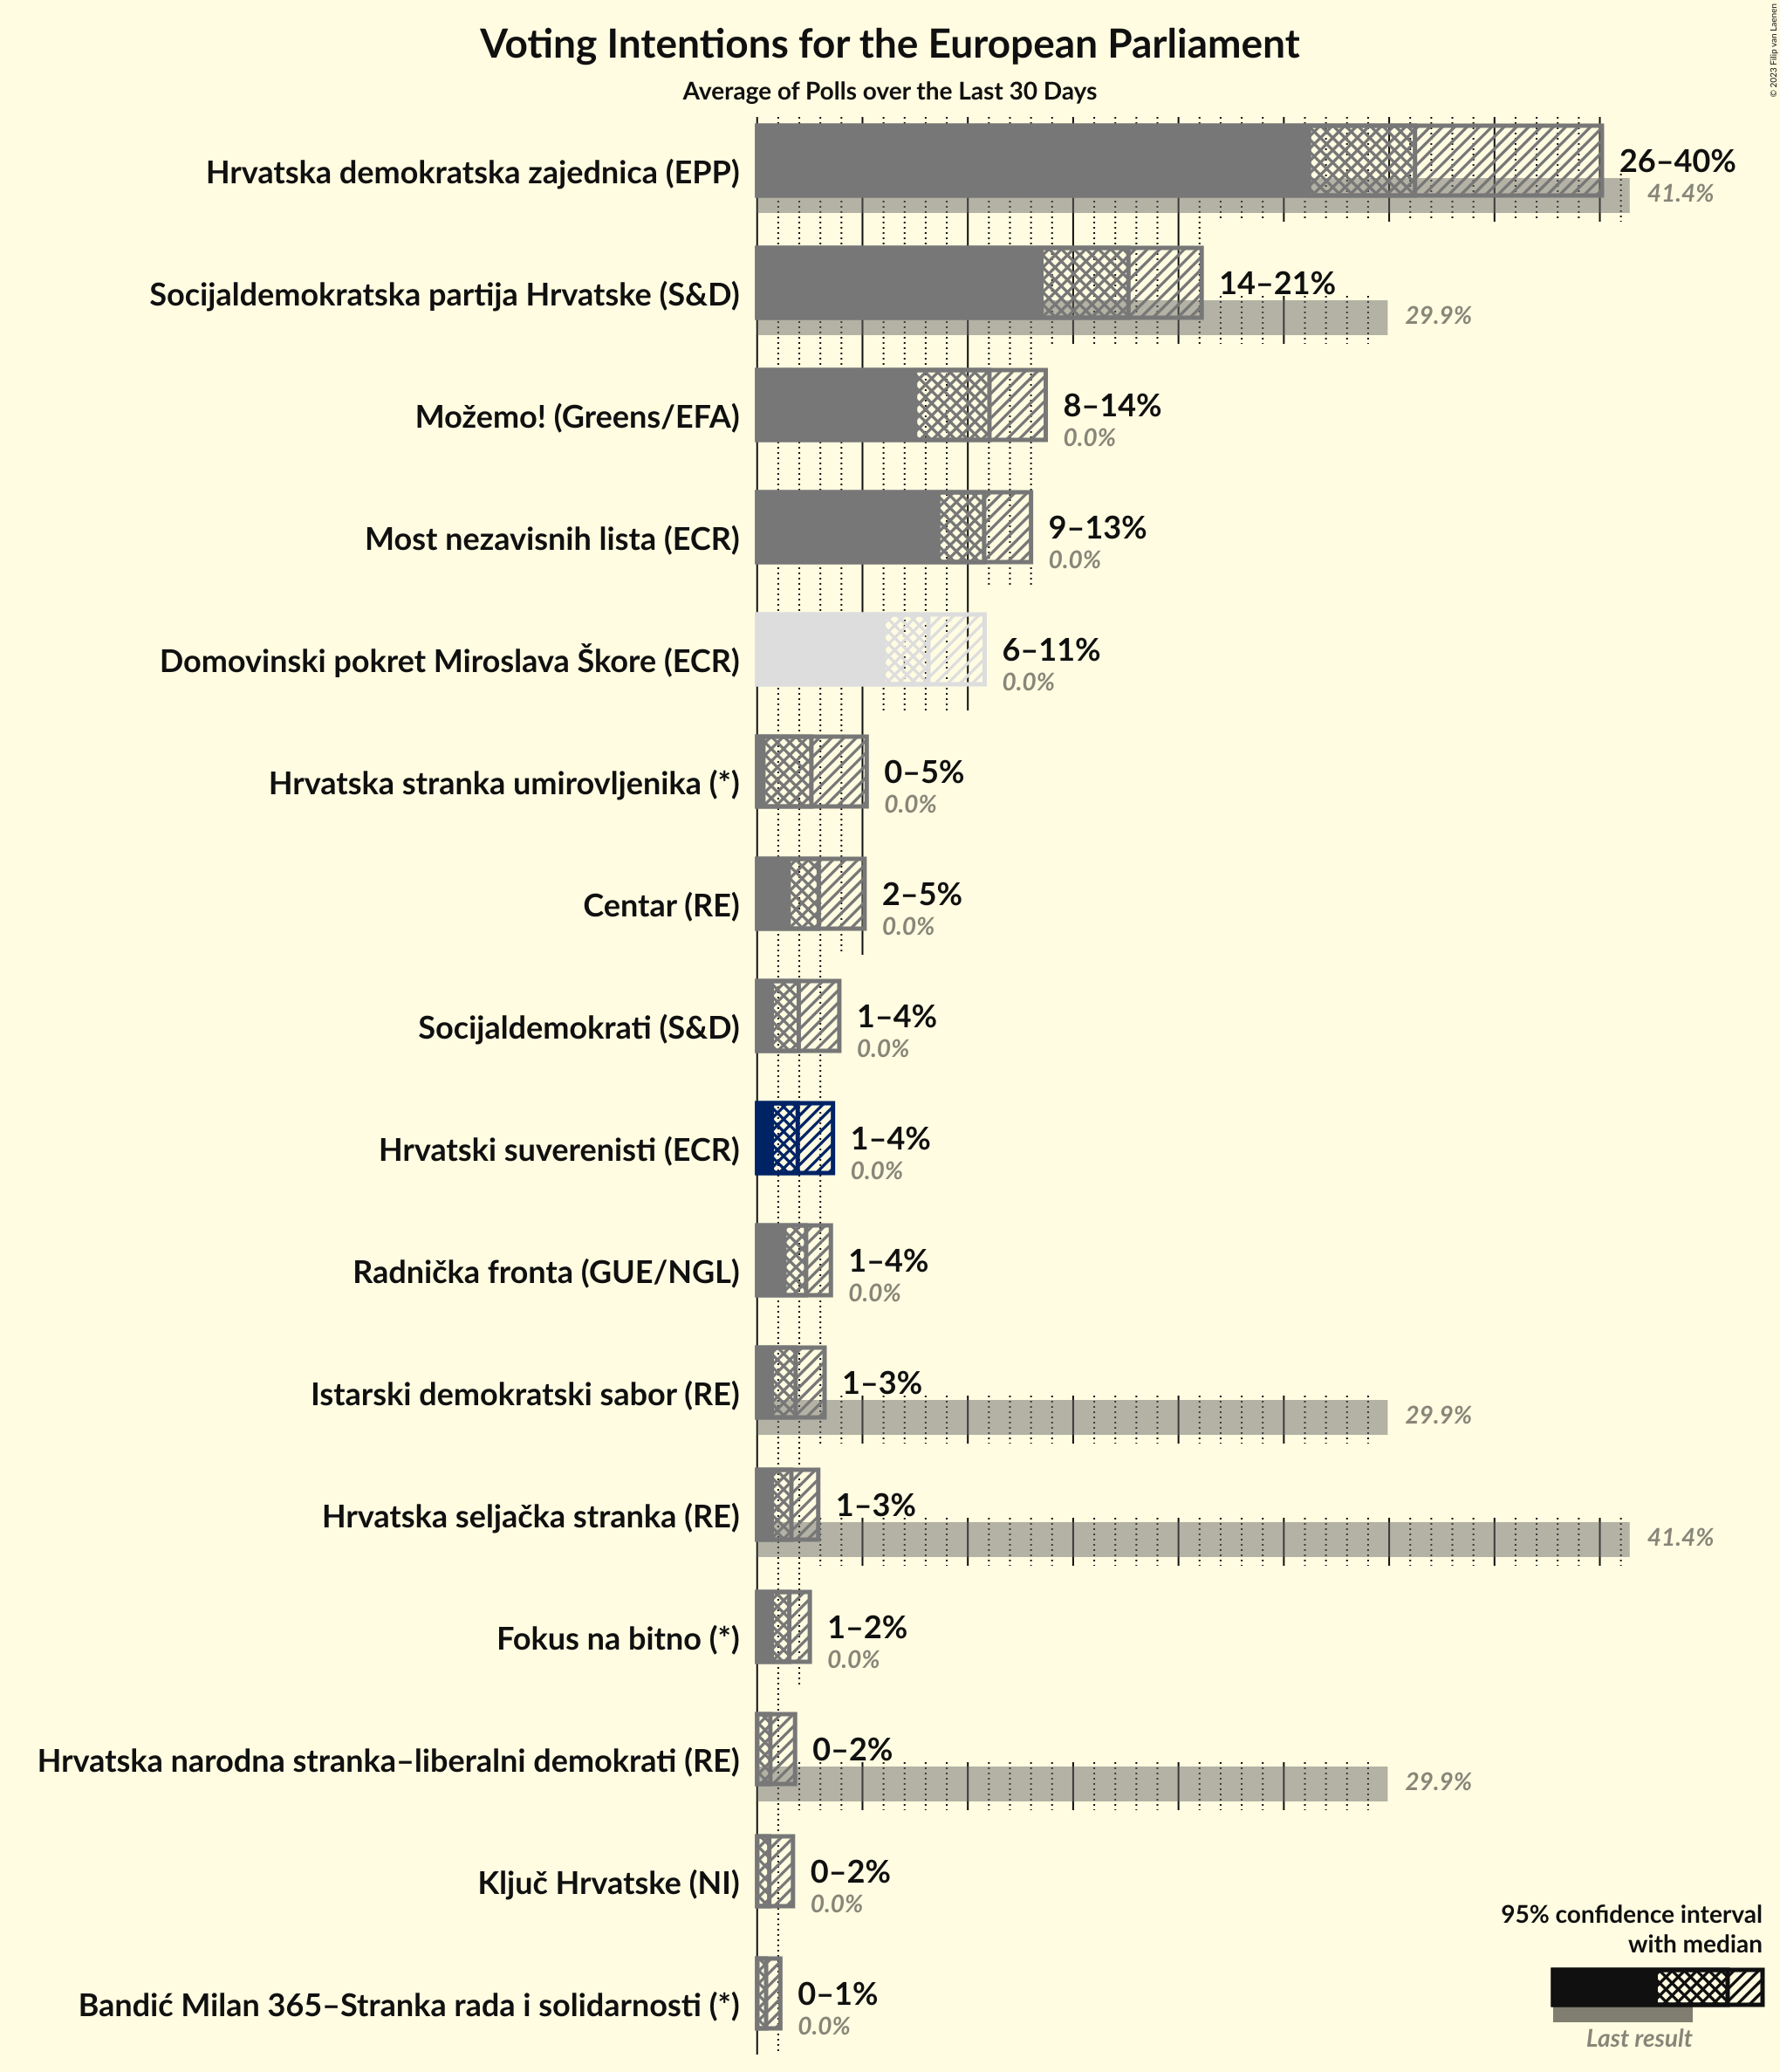 © 2023 Filip van Laenen
Voting Intentions for the European Parliament
Average of Polls over the Last 30 Days
Hrvatska demokratska zajednica (EPP)
26–40%
41.4%
Socijaldemokratska partija Hrvatske (S&D)
14–21%
29.9%
Možemo! (Greens/EFA)
8–14%
0.0%
Most nezavisnih lista (ECR)
9–13%
0.0%
Domovinski pokret Miroslava Škore (ECR)
6–11%
0.0%
Hrvatska stranka umirovljenika (*)
0–5%
0.0%
Centar (RE)
2–5%
0.0%
Socijaldemokrati (S&D)
1–4%
0.0%
Hrvatski suverenisti (ECR)
1–4%
0.0%
Radnička fronta (GUE/NGL)
1–4%
0.0%
Istarski demokratski sabor (RE)
1–3%
29.9%
Hrvatska seljačka stranka (RE)
1–3%
41.4%
Fokus na bitno (*)
1–2%
0.0%
Hrvatska narodna stranka–liberalni demokrati (RE)
0–2%
29.9%
Ključ Hrvatske (NI)
0–2%
0.0%
Bandić Milan 365–Stranka rada i solidarnosti (*)
0–1%
0.0%
95% confidence interval
with median
Last result